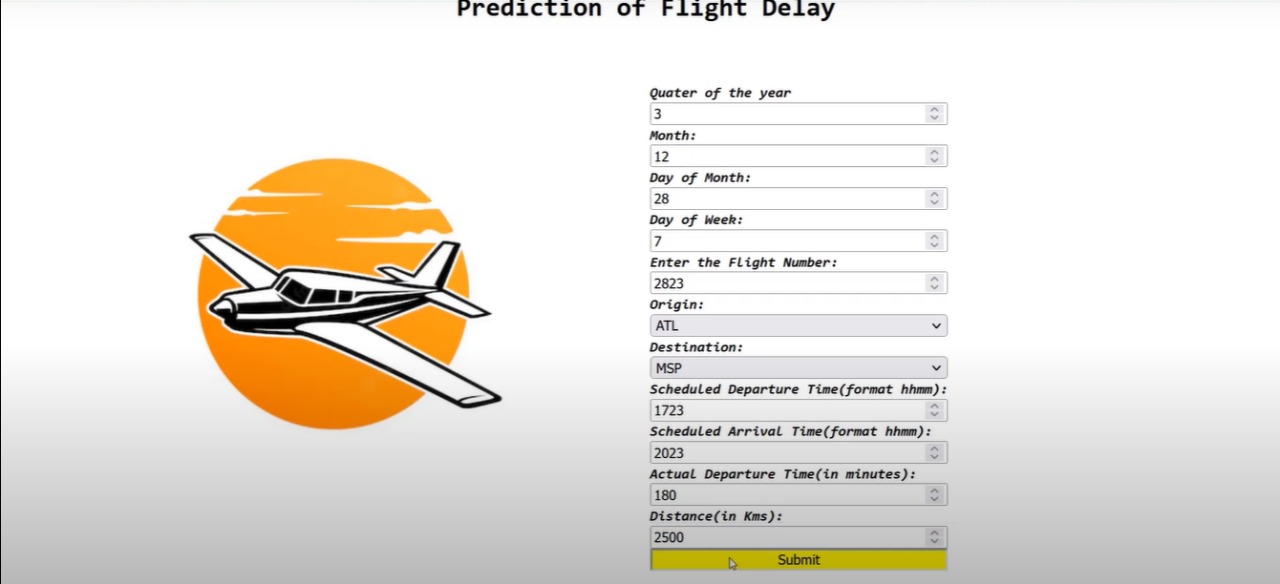 Prediction of Flight Delay
Quater of the year
3
Month:
12
Day of Month:
28
Day of Week:
7
Enter the Flight Number:
2823
Origin:
ATL
Destination:
MSP
Scheduled Departure Time(format hhmm):
1723
Scheduled Arrival Time(format hhmm):
2023
Actual Departure Time(in minutes):
180
Distance(in Kms):
2500
Submit